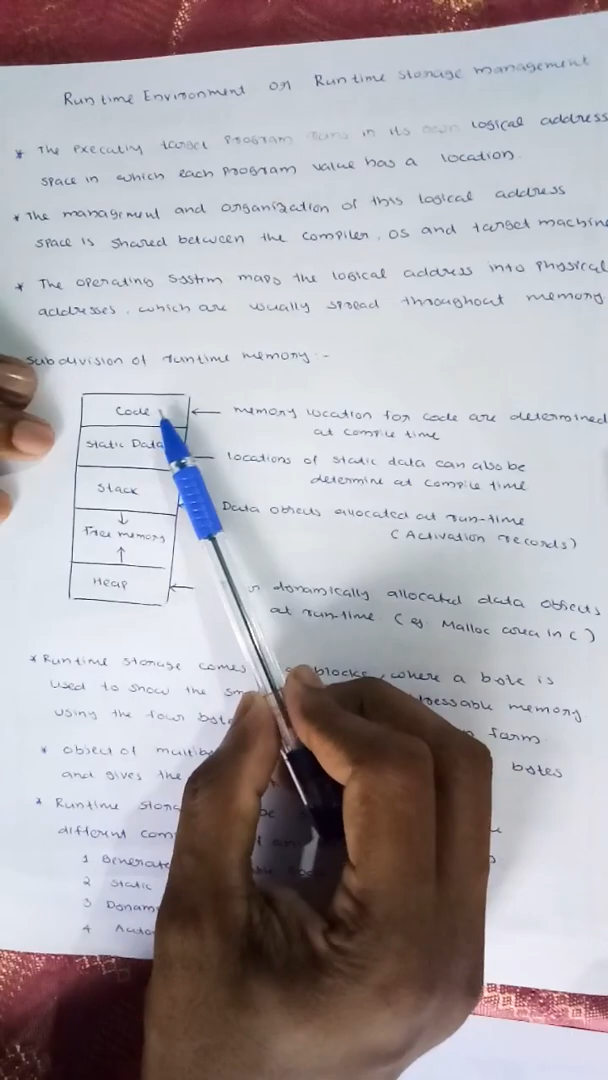 Runtime Environment or Runtime storage management
* The executing target program runs in its own logical address
space in which each program value has a location.
* The management and organization of this logical address
space is shared between the compiler, OS and target machine
* The operating system maps the logical address into physical
addresses, which are usually spread throughout memory
Subdivision of runtime memory:-
Code ← memory location for code are determined
at compile time
Static Data locations of static data can also be
determine at compile time
Stack Data objects allocated at run-time
(Activation records)
↓
Free memory
↑
Heap ← dynamically allocated data objects
at run-time (eg. Malloc area in C)
* Runtime storage comes blocks, where a byte is
used to show the addressable memory.
using the four form
* object of bytes
and gives the
* Runtime
different
1 Generate
2 Static
3
4